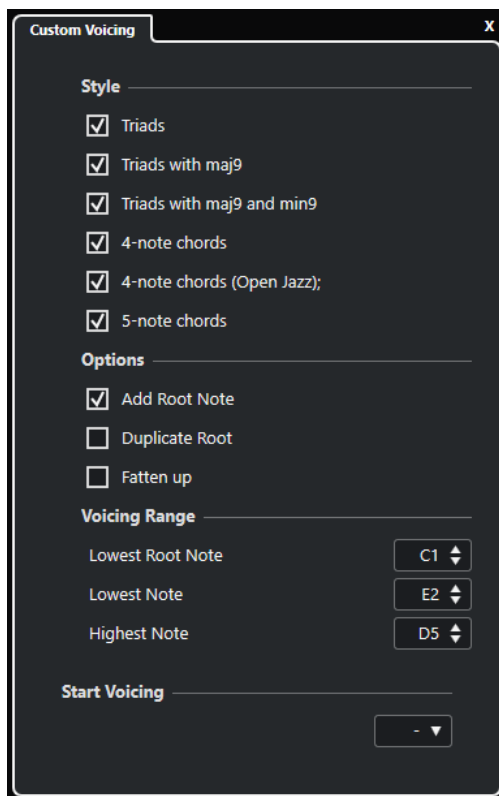 Custom Voicing X
Style
Triads
Triads with maj9
Triads with maj9 and min9
4-note chords
4-note chords (Open Jazz);
5-note chords
Options
Add Root Note
Duplicate Root
Fatten up
Voicing Range
Lowest Root Note C1
Lowest Note E2
Highest Note D5
Start Voicing
-